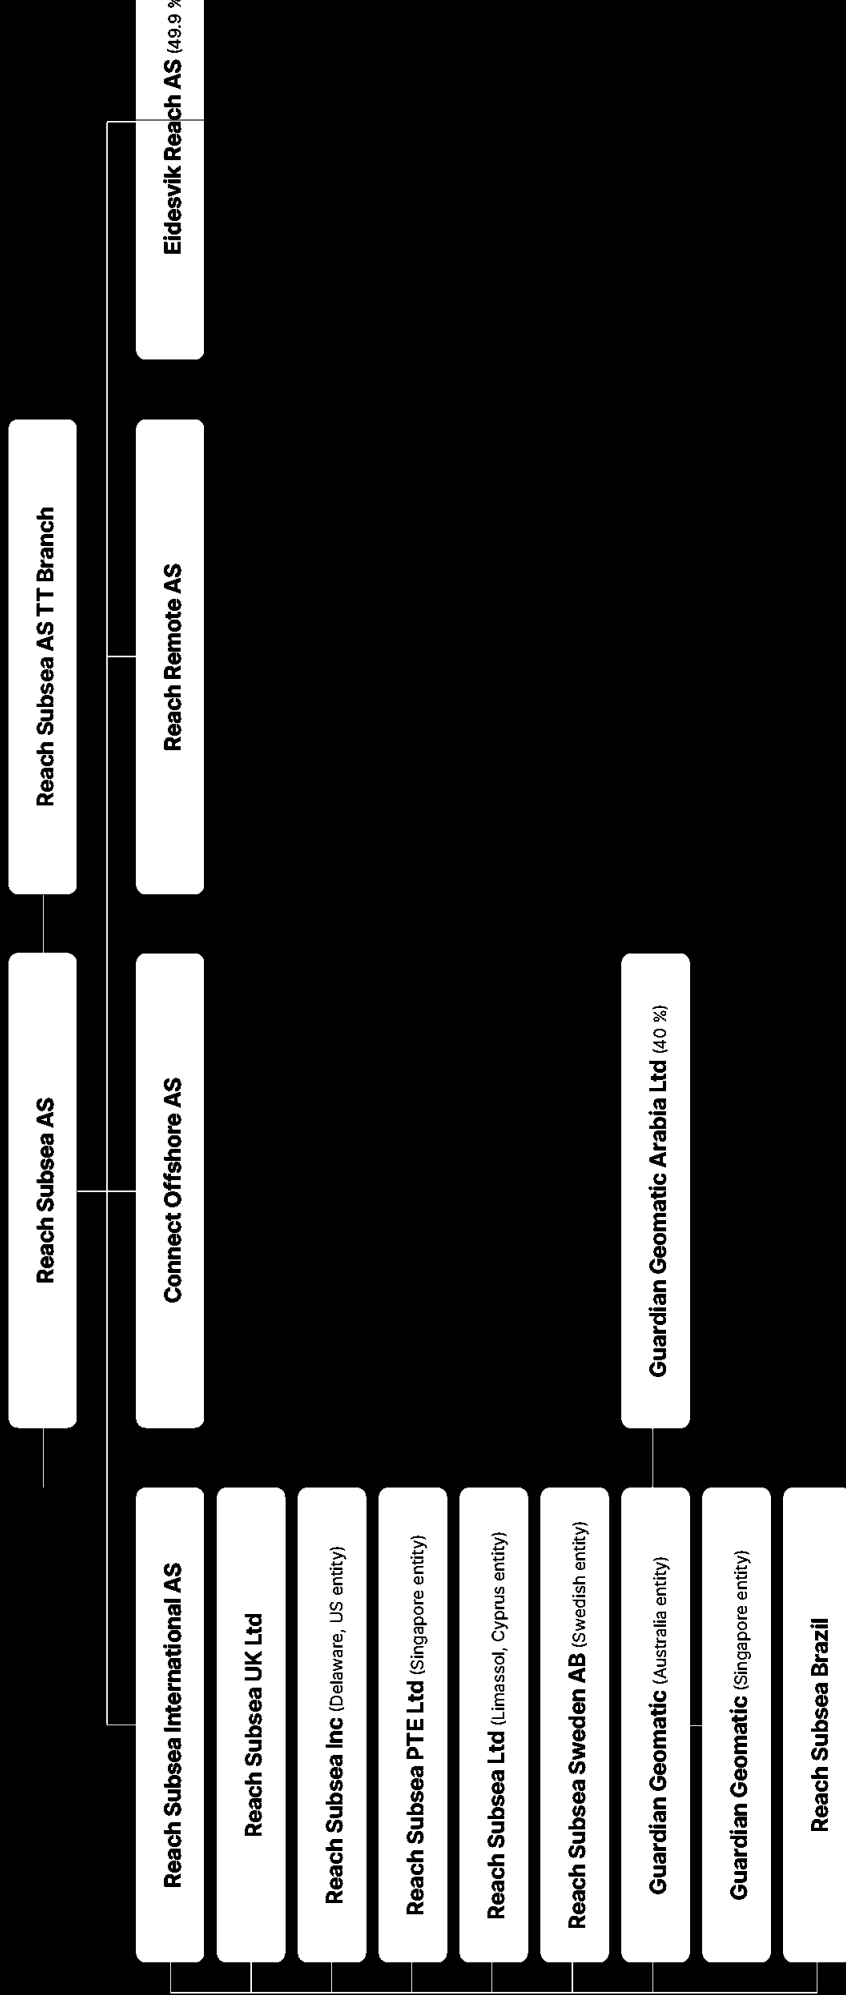 Reach Subsea AS
Reach Subsea AS TT Branch
Reach Subsea International AS
Connect Offshore AS
Reach Remote AS
Eidesvik Reach AS (49.9 %
Reach Subsea UK Ltd
Reach Subsea Inc (Delaware, US entity)
Reach Subsea PTE Ltd (Singapore entity)
Reach Subsea Ltd (Limassol, Cyprus entity)
Reach Subsea Sweden AB (Swedish entity)
Guardian Geomatic (Australia entity)
Guardian Geomatic Arabia Ltd (40 %)
Guardian Geomatic (Singapore entity)
Reach Subsea Brazil